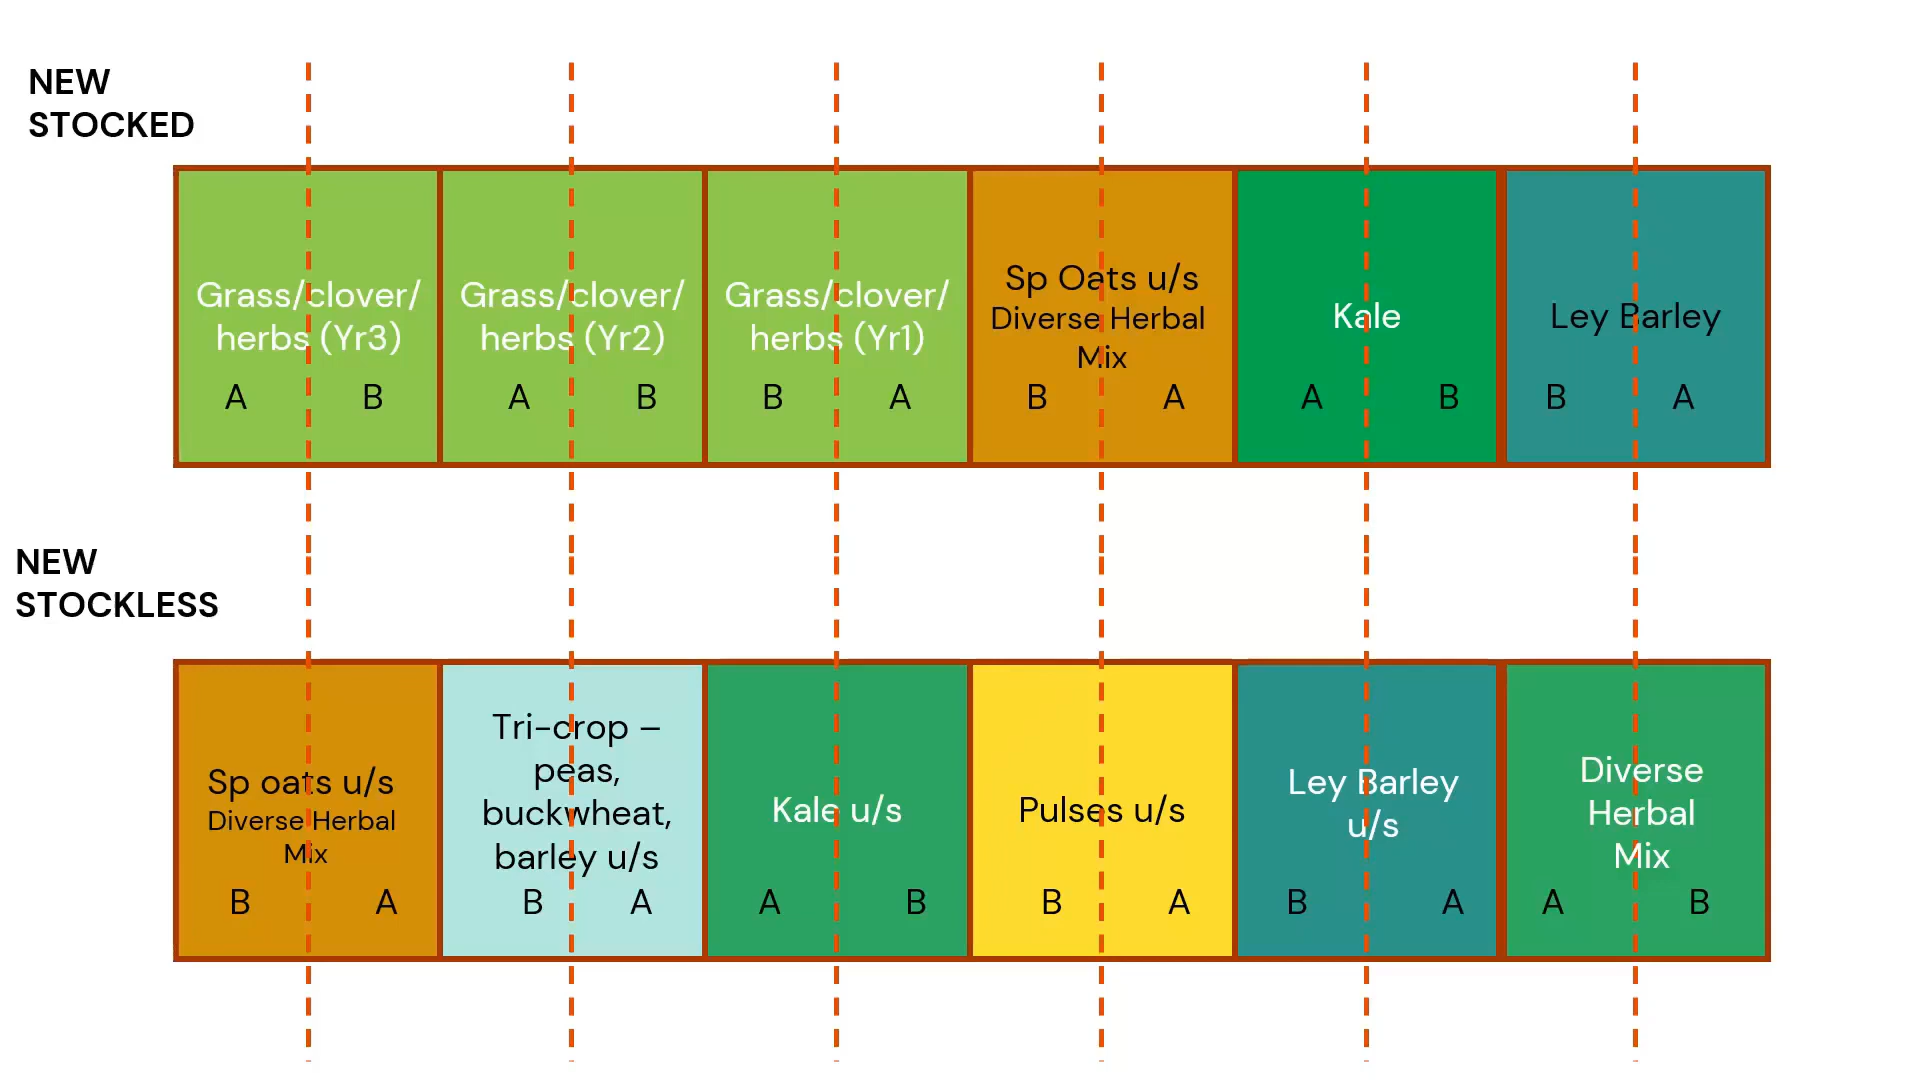 NEW
STOCKED
Grass/clover/
herbs (Yr3)
A B
Grass/clover/
herbs (Yr2)
A B
Grass/clover/
herbs (Yr1)
B A
Sp Oats u/s
Diverse Herbal
Mix
B A
Kale
A B
Ley Barley
B A
NEW
STOCKLESS
Sp oats u/s
Diverse Herbal
Mix
B A
Tri-crop –
peas,
buckwheat,
barley u/s
B A
Kale u/s
A B
Pulses u/s
B A
Ley Barley
u/s
B A
Diverse
Herbal
Mix
A B